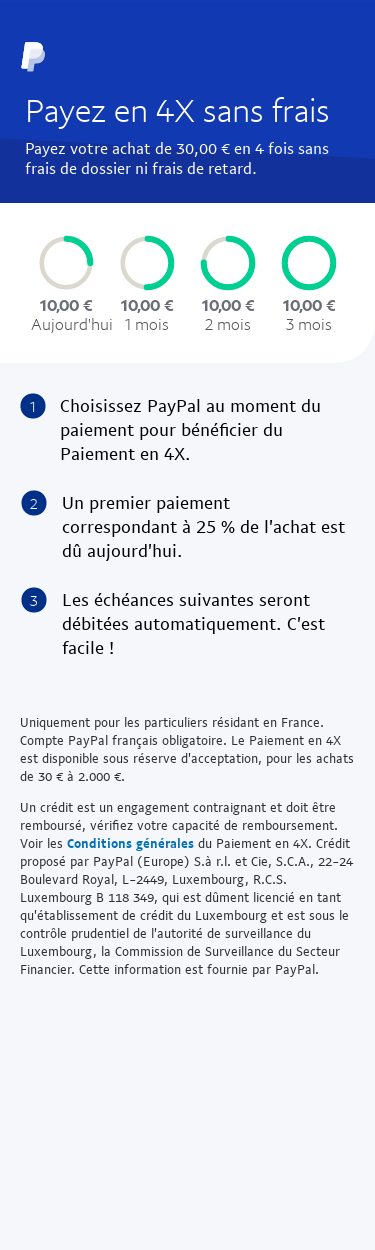 Payez en 4X sans frais
Payez votre achat de 30,00 € en 4 fois sans
frais de dossier ni frais de retard.
10,00 € 10,00 € 10,00 € 10,00 €
Aujourd'hui 1 mois 2 mois 3 mois
1 Choisissez PayPal au moment du
paiement pour bénéficier du
Paiement en 4X.
2 Un premier paiement
correspondant à 25 % de l'achat est
dû aujourd'hui.
3 Les échéances suivantes seront
débitées automatiquement. C'est
facile !
Uniquement pour les particuliers résidant en France.
Compte PayPal français obligatoire. Le Paiement en 4X
est disponible sous réserve d'acceptation, pour les achats
de 30 € à 2.000 €.
Un crédit est un engagement contraignant et doit être
remboursé, vérifiez votre capacité de remboursement.
Voir les Conditions générales du Paiement en 4X. Crédit
proposé par PayPal (Europe) S.à r.l. et Cie, S.C.A., 22-24
Boulevard Royal, L-2449, Luxembourg, R.C.S.
Luxembourg B 118 349, qui est dûment licencié en tant
qu'établissement de crédit du Luxembourg et est sous le
contrôle prudentiel de l'autorité de surveillance du
Luxembourg, la Commission de Surveillance du Secteur
Financier. Cette information est fournie par PayPal.